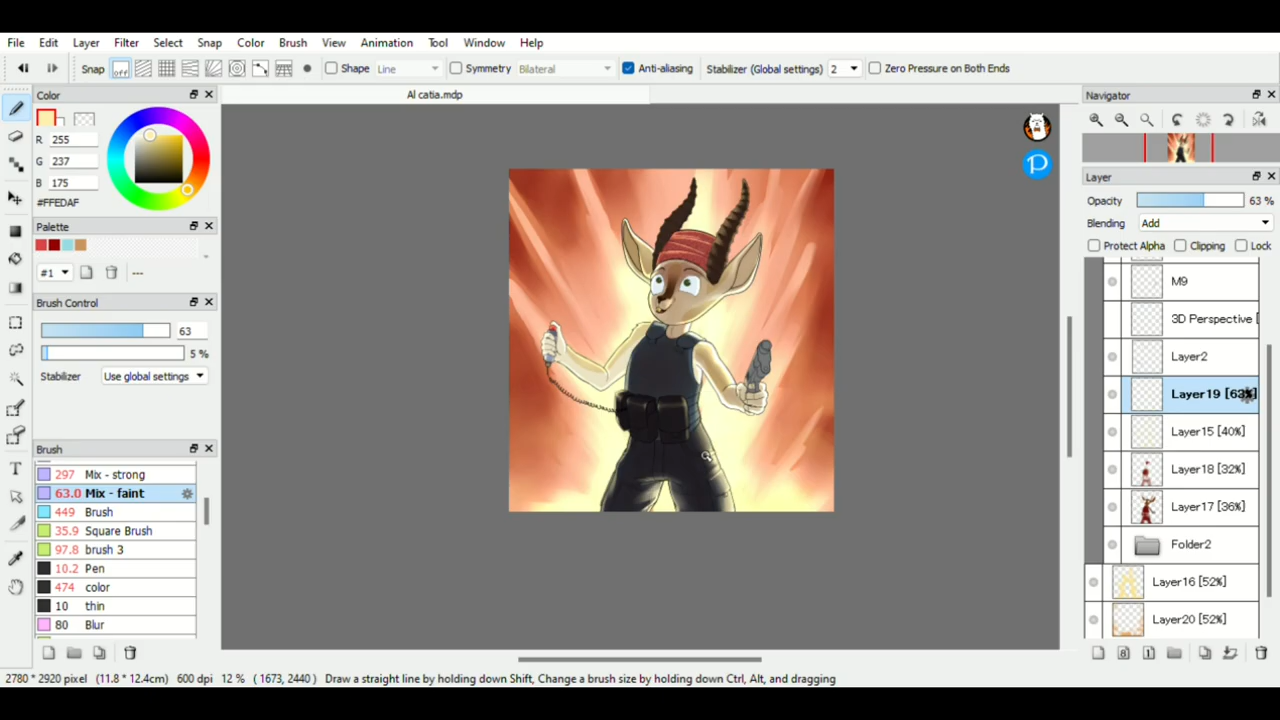 File Edit Layer Filter Select Snap Color Brush View Animation Tool Window Help
Snap off Shape Line Symmetry Bilateral Anti-aliasing Stabilizer (Global settings) 2 Zero Pressure on Both Ends
Color
Al catia.mdp
Navigator
R 255
G 237
B 175
#FFEDAF
Layer
Opacity 63 %
Blending Add
Protect Alpha Clipping Lock
Palette
#1 ---
Brush Control
63
5 %
Stabilizer Use global settings
Brush
297 Mix - strong
63.0 Mix - faint
449 Brush
35.9 Square Brush
97.8 brush 3
10.2 Pen
474 color
10 thin
80 Blur
M9
3D Perspective [
Layer2
Layer19 [63%]
Layer15 [40%]
Layer18 [32%]
Layer17 [36%]
Folder2
Layer16 [52%]
Layer20 [52%]
8 1
2780 * 2920 pixel (11.8 * 12.4cm) 600 dpi 12 % ( 1673, 2440 ) Draw a straight line by holding down Shift, Change a brush size by holding down Ctrl, Alt, and dragging